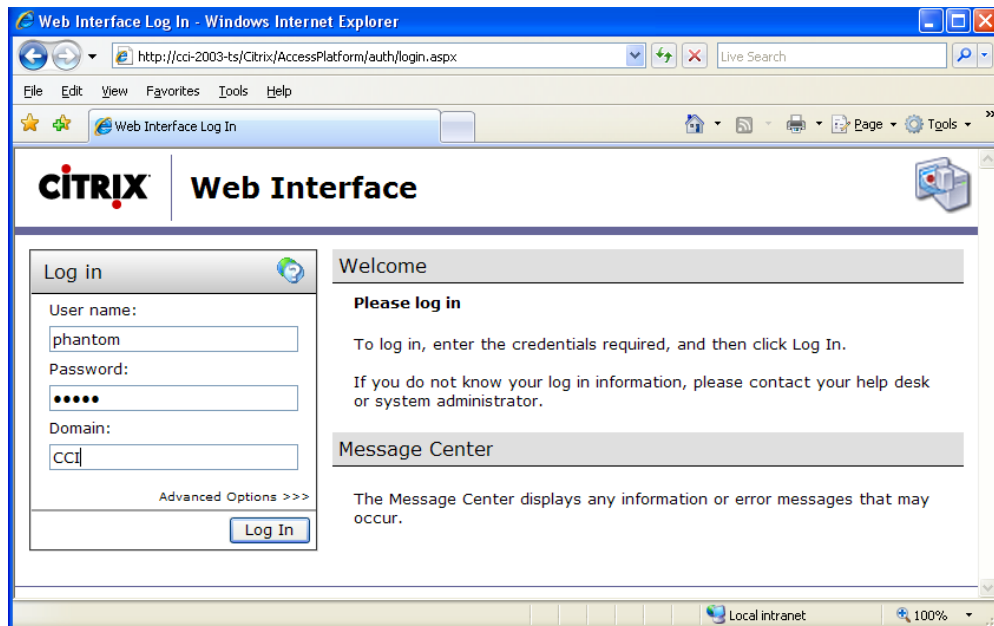 Web Interface Log In - Windows Internet Explorer
http://cci-2003-ts/Citrix/AccessPlatform/auth/login.aspx
Live Search
File Edit View Favorites Tools Help
Web Interface Log In
Page Tools
CITRIX Web Interface
Log in
User name:
phantom
Password:
•••••
Domain:
CCI
Advanced Options >>>
Log In
Welcome
Please log in
To log in, enter the credentials required, and then click Log In.
If you do not know your log in information, please contact your help desk
or system administrator.
Message Center
The Message Center displays any information or error messages that may
occur.
Local intranet 100%